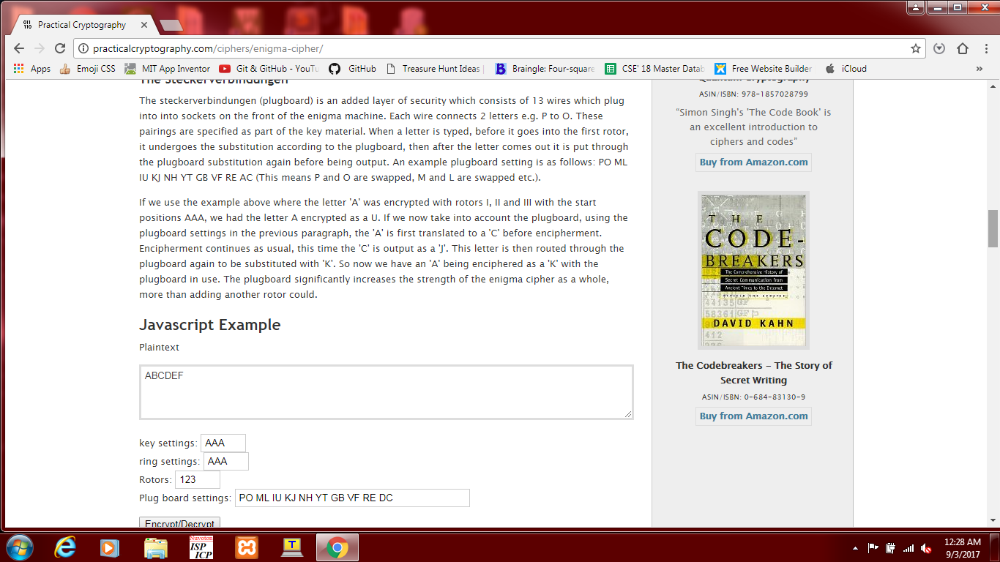 Practical Cryptography
practicalcryptography.com/ciphers/enigma-cipher/
Apps Emoji CSS MIT App Inventor Git & GitHub - YouTu GitHub Treasure Hunt Ideas | Braingle: Four-square CSE' 18 Master Datab Free Website Builder iCloud »
The Steckerverbindungen
The steckerverbindungen (plugboard) is an added layer of security which consists of 13 wires which plug
into into sockets on the front of the enigma machine. Each wire connects 2 letters e.g. P to O. These
pairings are specified as part of the key material. When a letter is typed, before it goes into the first rotor,
it undergoes the substitution according to the plugboard, then after the letter comes out it is put through
the plugboard substitution again before being output. An example plugboard setting is as follows: PO ML
IU KJ NH YT GB VF RE AC (This means P and O are swapped, M and L are swapped etc.).
If we use the example above where the letter 'A' was encrypted with rotors I, II and III with the start
positions AAA, we had the letter A encrypted as a U. If we now take into account the plugboard, using the
plugboard settings in the previous paragraph, the 'A' is first translated to a 'C' before encipherment.
Encipherment continues as usual, this time the 'C' is output as a 'J'. This letter is then routed through the
plugboard again to be substituted with 'K'. So now we have an 'A' being enciphered as a 'K' with the
plugboard in use. The plugboard significantly increases the strength of the enigma cipher as a whole,
more than adding another rotor could.
Javascript Example
Plaintext
ABCDEF
key settings: AAA
ring settings: AAA
Rotors: 123
Plug board settings: PO ML IU KJ NH YT GB VF RE DC
Encrypt/Decrypt
Quantum Cryptography
ASIN/ISBN: 978-1857028799
“Simon Singh's 'The Code Book' is
an excellent introduction to
ciphers and codes”
Buy from Amazon.com
THE
CODE-
BREAKERS
The Comprehensive History of
Secret Communication from
Ancient Times to the Internet
DAVID KAHN
The Codebreakers - The Story of
Secret Writing
ASIN/ISBN: 0-684-83130-9
Buy from Amazon.com
Nuvoton
ISP
ICP
T
12:28 AM
9/3/2017